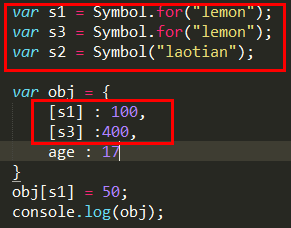 var s1 = Symbol.for("lemon");
var s3 = Symbol.for("lemon");
var s2 = Symbol("laotian");
var obj = {
[s1] : 100,
[s3] :400,
age : 17
}
obj[s1] = 50;
console.log(obj);